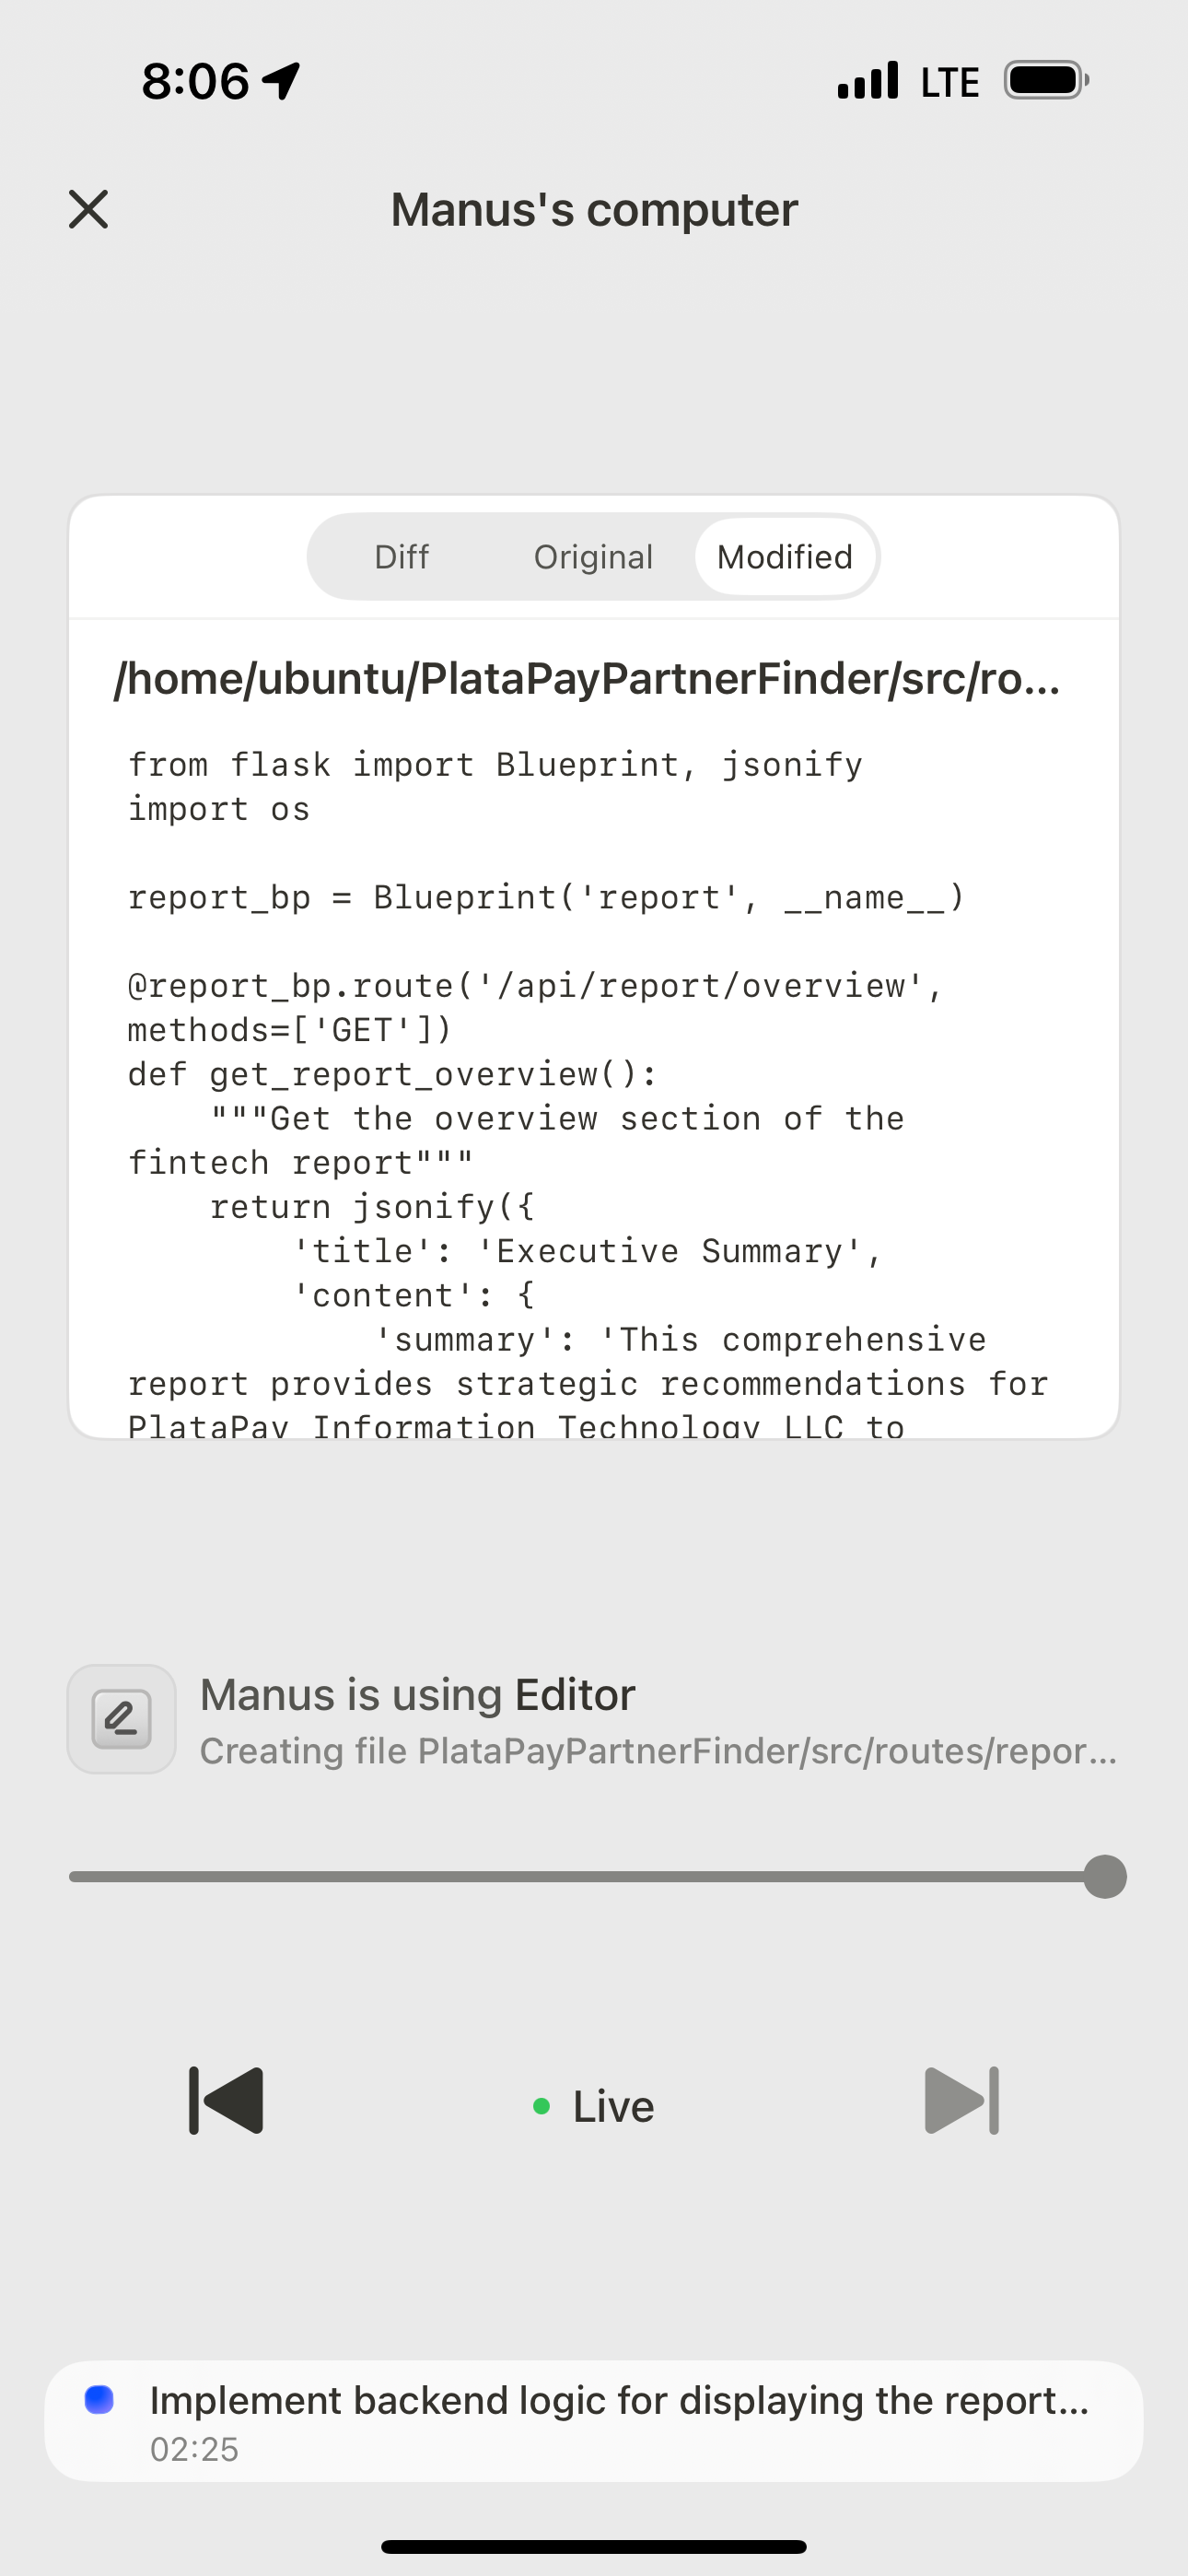 8:06
LTE
Manus's computer
Diff
Original
Modified
/home/ubuntu/PlataPayPartnerFinder/src/ro...
from flask import Blueprint, jsonify
import os
report_bp = Blueprint('report', __name__)
@report_bp.route('/api/report/overview',
methods=['GET'])
def get_report_overview():
    """Get the overview section of the
fintech report"""
    return jsonify({
        'title': 'Executive Summary',
        'content': {
            'summary': 'This comprehensive
report provides strategic recommendations for
PlataPay Information Technology LLC to
Manus is using Editor
Creating file PlataPayPartnerFinder/src/routes/repor...
Live
Implement backend logic for displaying the report...
02:25